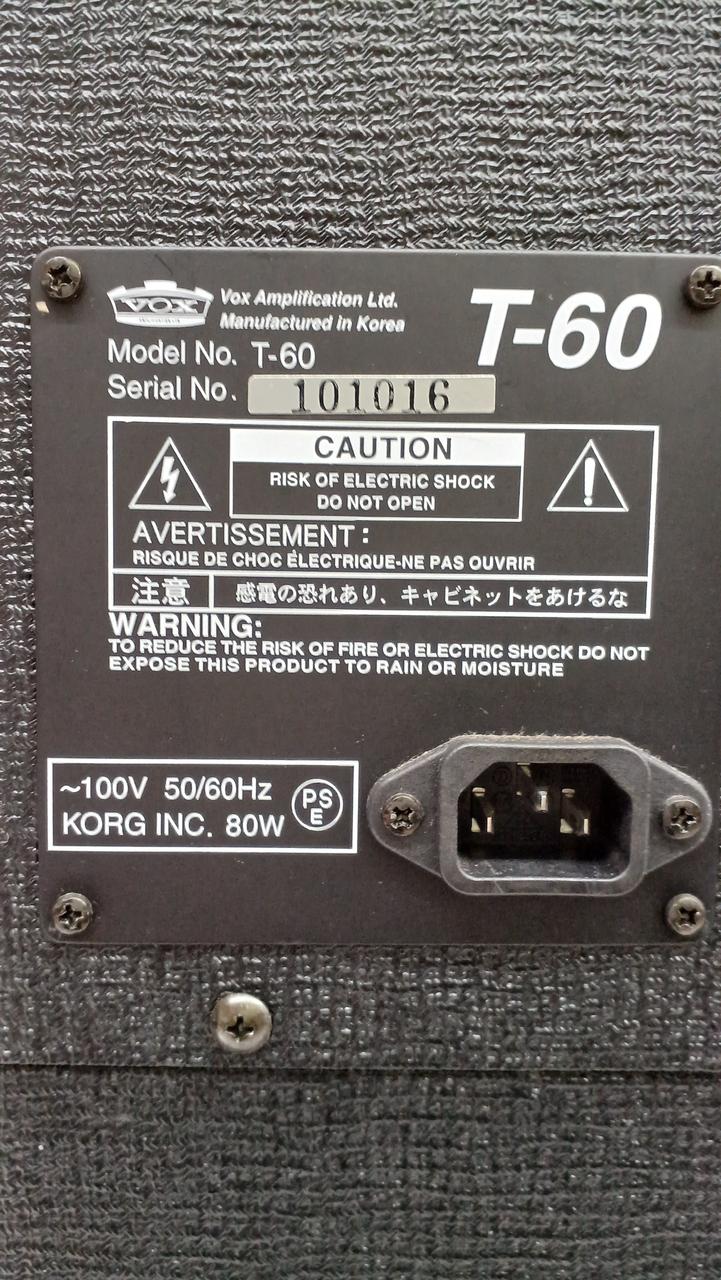 VOX
Vox Amplification Ltd.
Manufactured in Korea
T-60
Model No. T-60
Serial No. 101016
CAUTION
RISK OF ELECTRIC SHOCK
DO NOT OPEN
AVERTISSEMENT :
RISQUE DE CHOC ELECTRIQUE-NE PAS OUVRIR
注意 感電の恐れあり、キャビネットをあけるな
WARNING:
TO REDUCE THE RISK OF FIRE OR ELECTRIC SHOCK DO NOT
EXPOSE THIS PRODUCT TO RAIN OR MOISTURE
~100V 50/60Hz
KORG INC. 80W
PS
E